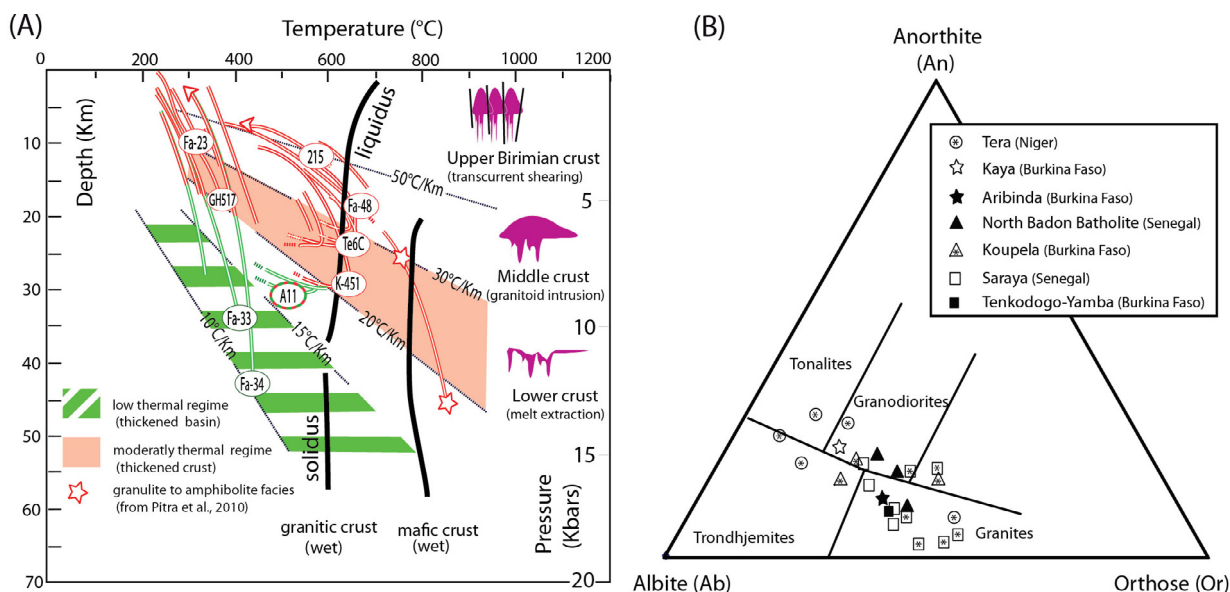 (A)
Temperature (°C)
0 200 400 600 800 1000 1200
Depth (Km)
10
20
30
40
50
60
70
Fa-23
215
GH517
Fa-48
Te6C
K-451
A11
Fa-33
Fa-34
liquidus
solidus
50°C/Km
30°C/Km
20°C/Km
15°C/Km
10°C/Km
low thermal regime
(thickened basin)
moderatly thermal regime
(thickened crust)
granulite to amphibolite facies
(from Pitra et al., 2010)
granitic crust
(wet)
mafic crust
(wet)
Upper Birimian crust
(transcurrent shearing)
Middle crust
(granitoid intrusion)
Lower crust
(melt extraction)
5
10
15
20
Pressure
(Kbars)
(B)
Anorthite
(An)
Tera (Niger)
Kaya (Burkina Faso)
Aribinda (Burkina Faso)
North Badon Batholite (Senegal)
Koupela (Burkina Faso)
Saraya (Senegal)
Tenkodogo-Yamba (Burkina Faso)
Tonalites
Granodiorites
Trondhjemites
Granites
Albite (Ab)
Orthose (Or)